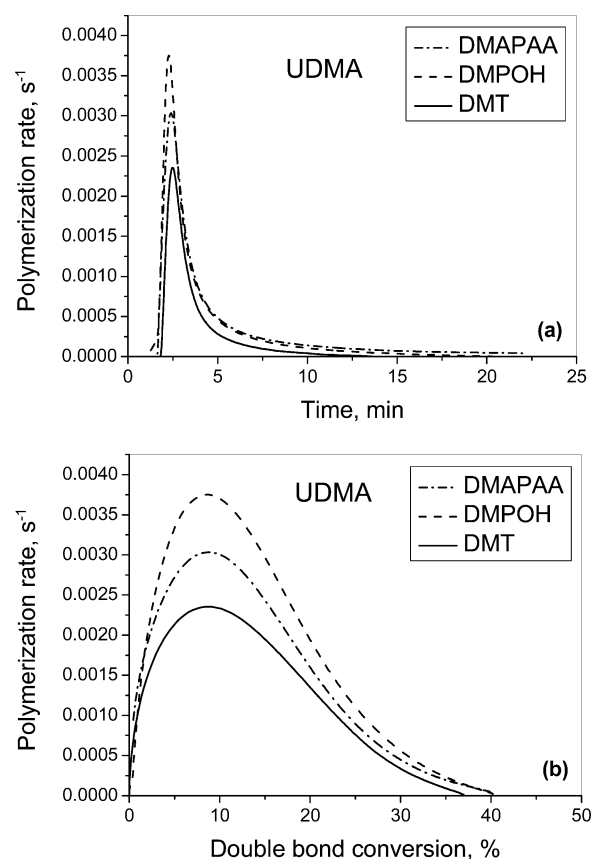 UDMA
DMAPAA
DMPOH
DMT
Polymerization rate, s⁻¹
0.0040
0.0035
0.0030
0.0025
0.0020
0.0015
0.0010
0.0005
0.0000
(a)
0 5 10 15 20 25
Time, min
UDMA
DMAPAA
DMPOH
DMT
Polymerization rate, s⁻¹
0.0040
0.0035
0.0030
0.0025
0.0020
0.0015
0.0010
0.0005
0.0000
(b)
0 10 20 30 40 50
Double bond conversion, %